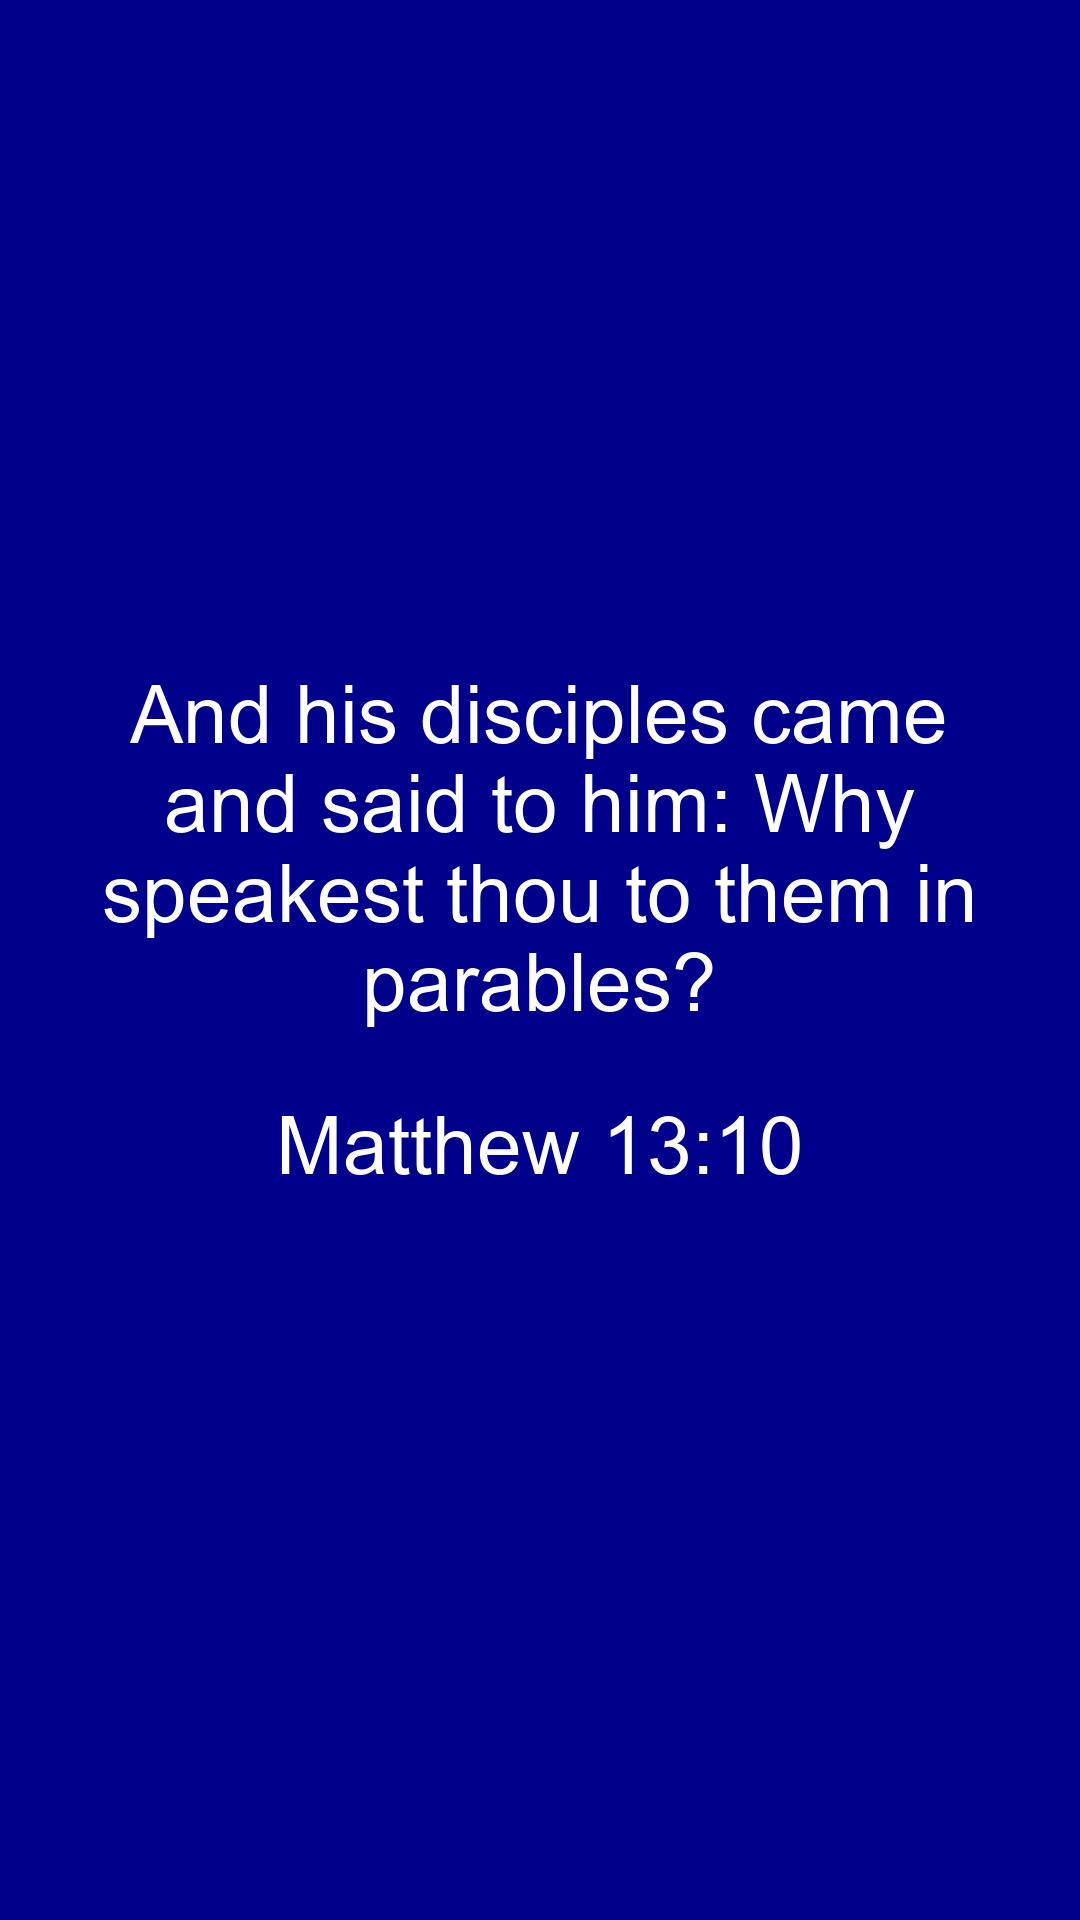 And his disciples came
and said to him: Why
speakest thou to them in
parables?
Matthew 13:10